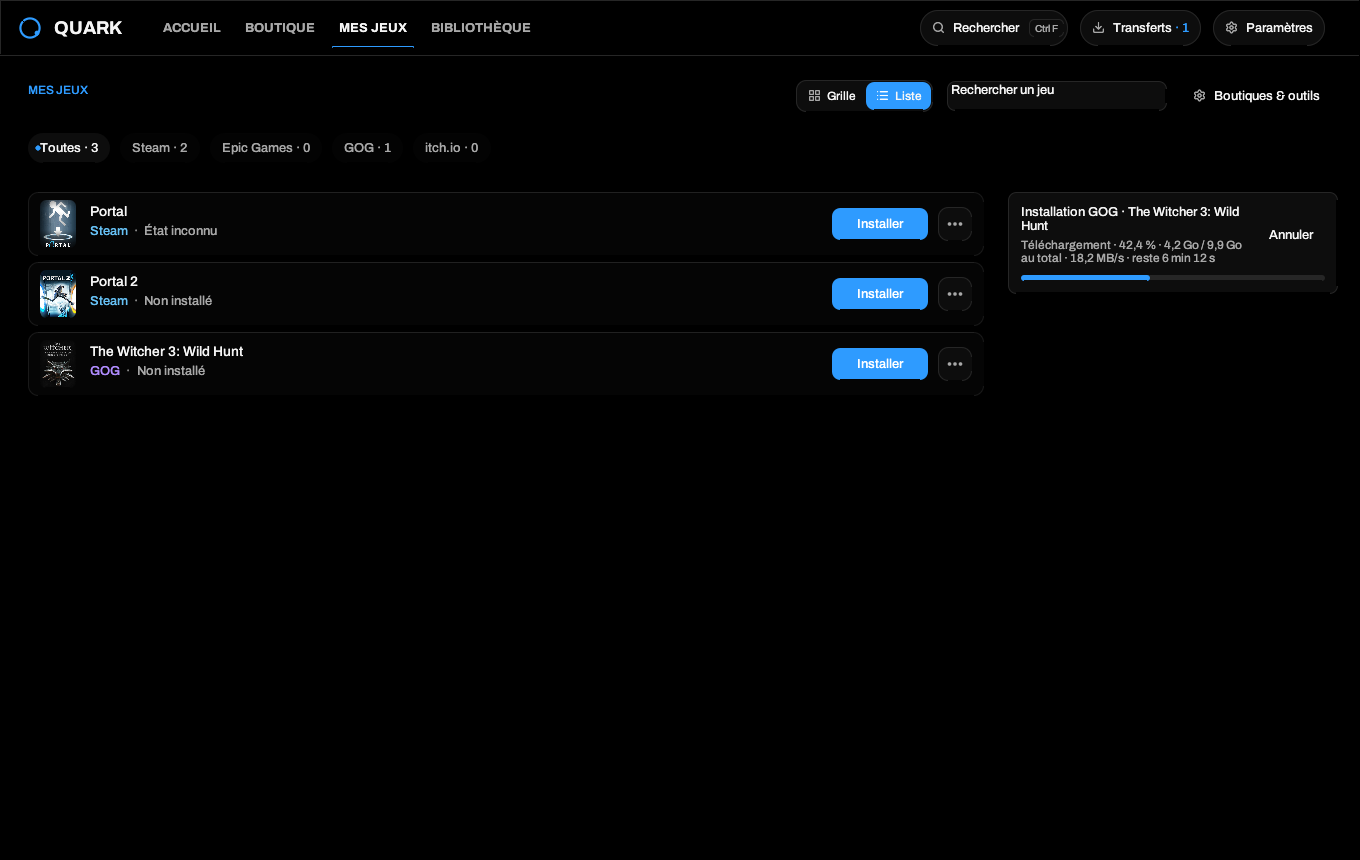 QUARK ACCUEIL BOUTIQUE MES JEUX BIBLIOTHÈQUE Rechercher Ctrl F Transferts · 1 Paramètres
MES JEUX Grille Liste Rechercher un jeu Boutiques & outils
Toutes · 3 Steam · 2 Epic Games · 0 GOG · 1 itch.io · 0
PORTAL
Portal
Steam · État inconnu
Installer
PORTAL 2
Portal 2
Steam · Non installé
Installer
WITCHER
The Witcher 3: Wild Hunt
GOG · Non installé
Installer
Installation GOG · The Witcher 3: Wild
Hunt
Téléchargement · 42,4 % · 4,2 Go / 9,9 Go
au total · 18,2 MB/s · reste 6 min 12 s
Annuler